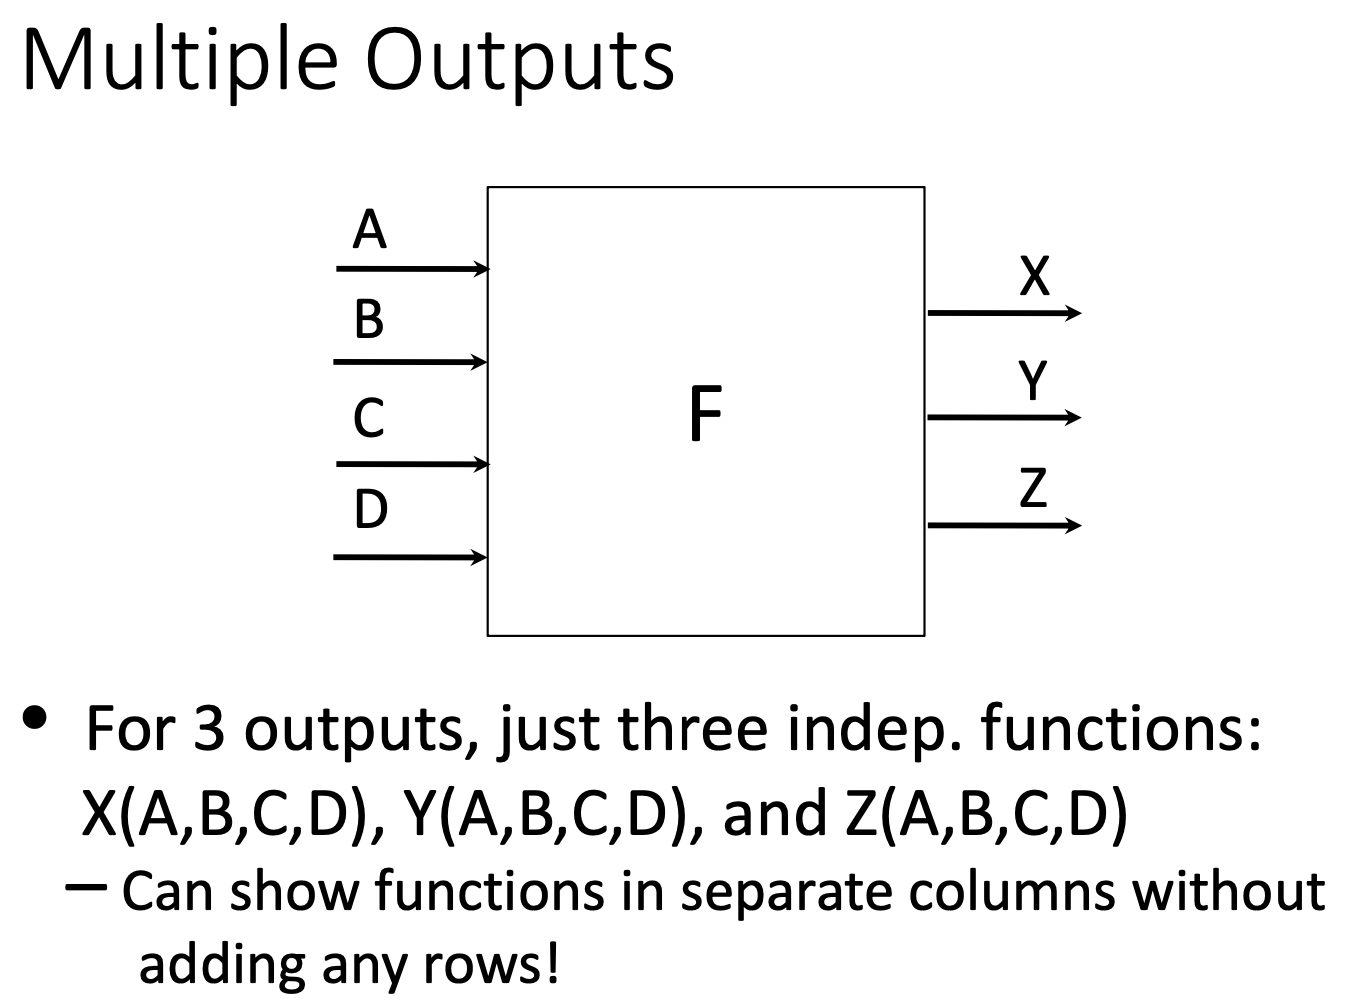 Multiple Outputs
A
B
C
D
F
X
Y
Z
• For 3 outputs, just three indep. functions:
X(A,B,C,D), Y(A,B,C,D), and Z(A,B,C,D)
– Can show functions in separate columns without
adding any rows!